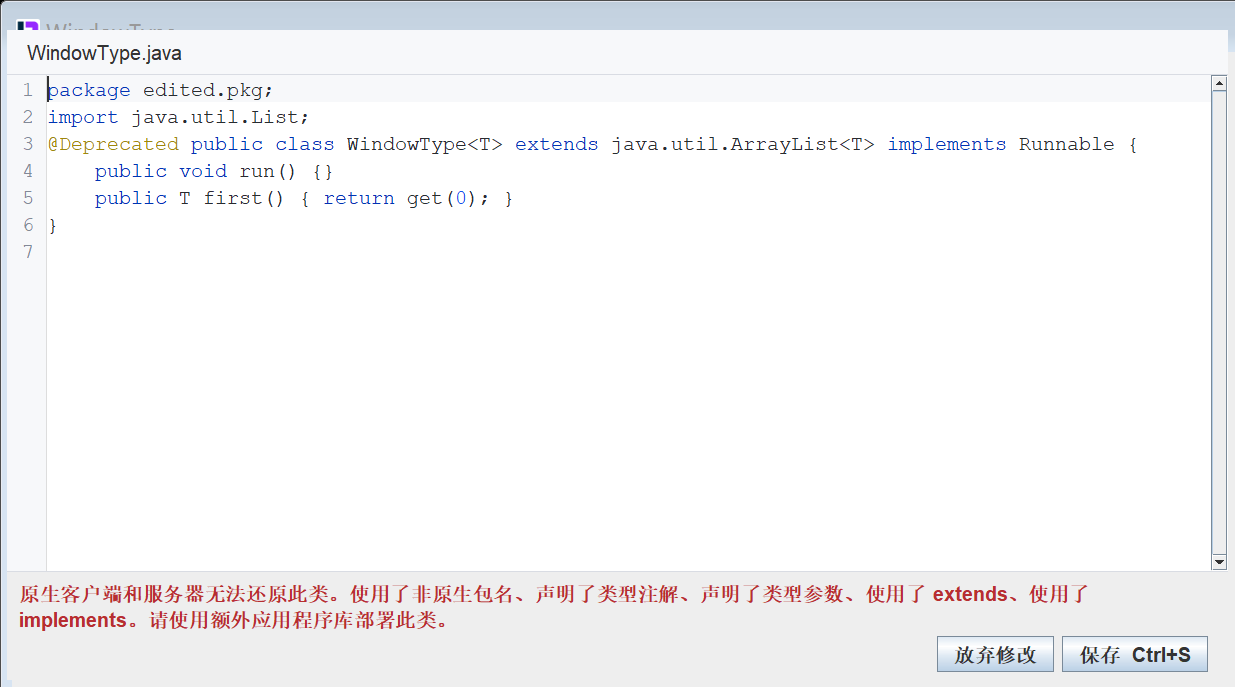 WindowType.java
1 package edited.pkg;
2 import java.util.List;
3 @Deprecated public class WindowType<T> extends java.util.ArrayList<T> implements Runnable {
4     public void run() {}
5     public T first() { return get(0); }
6 }
7
原生客户端和服务器无法还原此类。使用了非原生包名、声明了类型注解、声明了类型参数、使用了 extends、使用了
implements。请使用额外应用程序库部署此类。
放弃修改 保存 Ctrl+S